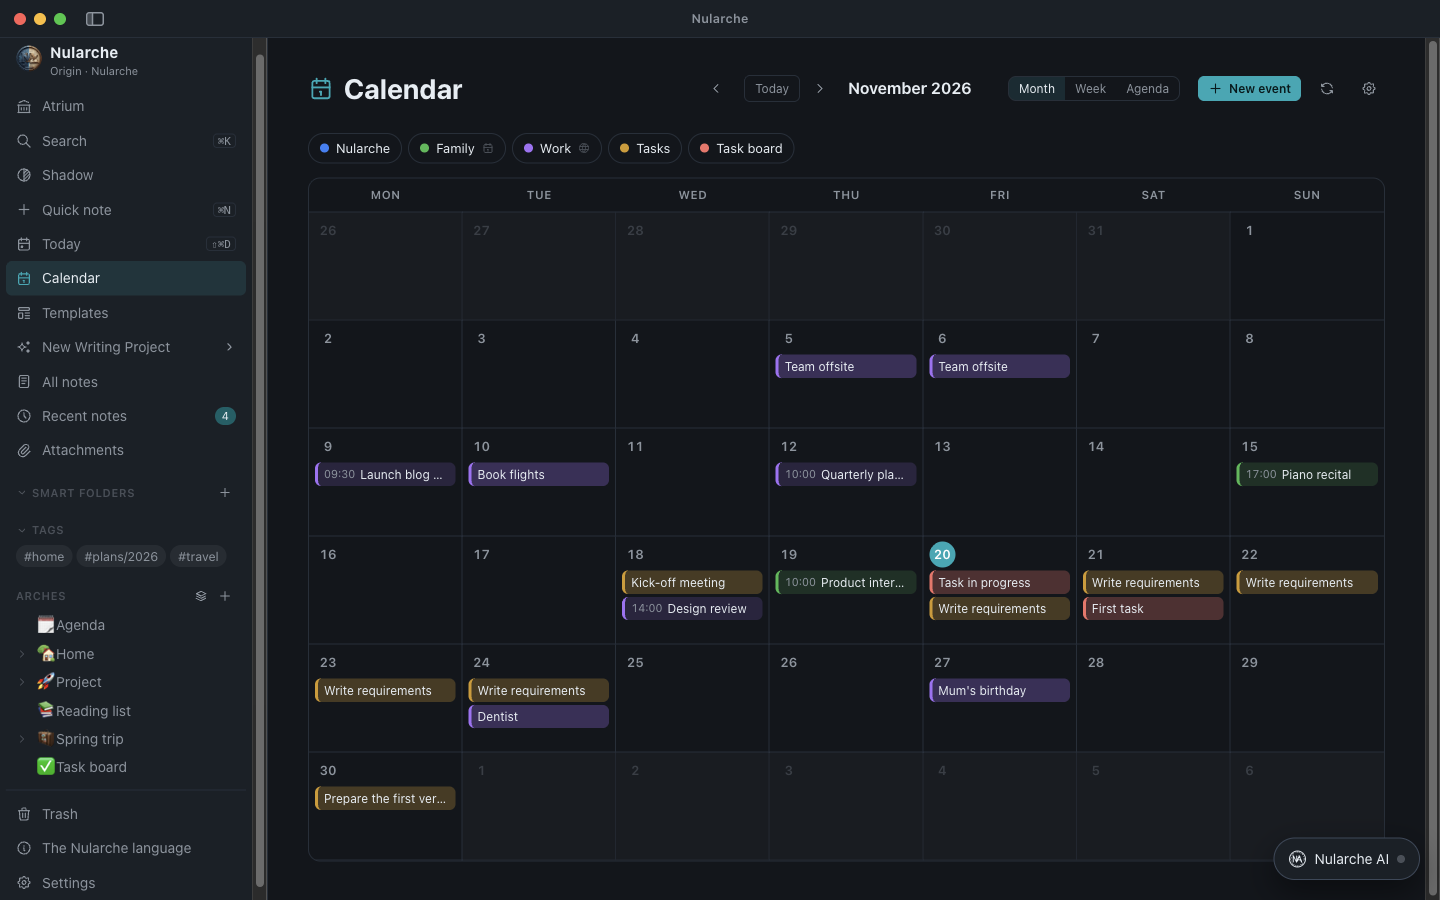 Nularche
Nularche
Origin · Nularche
Atrium
Search ⌘K
Shadow
Quick note ⌘N
Today ⇧⌘D
Calendar
Templates
New Writing Project
All notes
Recent notes 4
Attachments
SMART FOLDERS
TAGS
#home #plans/2026 #travel
ARCHES
Agenda
Home
Project
Reading list
Spring trip
Task board
Trash
The Nularche language
Settings
Calendar
Today
November 2026
Month Week Agenda
New event
Nularche Family Work Tasks Task board
MON TUE WED THU FRI SAT SUN
26 27 28 29 30 31 1
2 3 4 5 6 7 8
Team offsite Team offsite
9 10 11 12 13 14 15
09:30 Launch blog ... Book flights 10:00 Quarterly pla... 17:00 Piano recital
16 17 18 19 20 21 22
Kick-off meeting 10:00 Product inter... Task in progress Write requirements Write requirements
14:00 Design review Write requirements First task
23 24 25 26 27 28 29
Write requirements Write requirements Mum's birthday
Dentist
30 1 2 3 4 5 6
Prepare the first ver...
Nularche AI